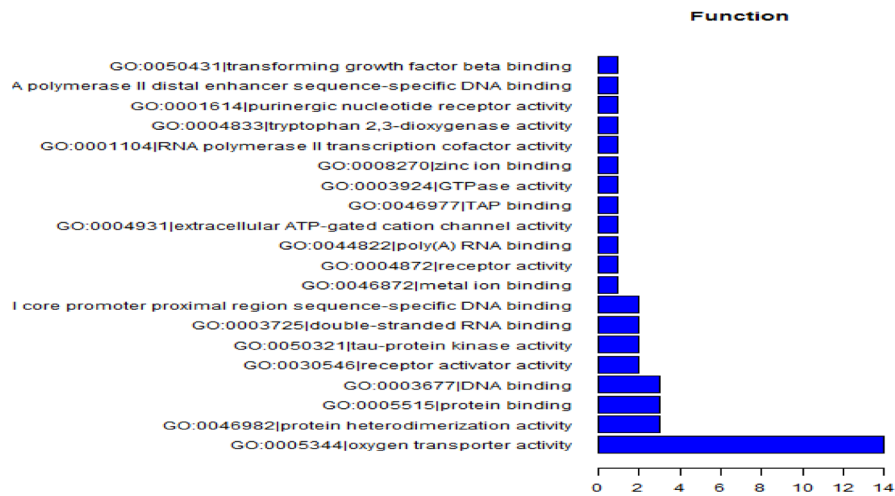 Function
GO:0050431|transforming growth factor beta binding
A polymerase II distal enhancer sequence-specific DNA binding
GO:0001614|purinergic nucleotide receptor activity
GO:0004833|tryptophan 2,3-dioxygenase activity
GO:0001104|RNA polymerase II transcription cofactor activity
GO:0008270|zinc ion binding
GO:0003924|GTPase activity
GO:0046977|TAP binding
GO:0004931|extracellular ATP-gated cation channel activity
GO:0044822|poly(A) RNA binding
GO:0004872|receptor activity
GO:0046872|metal ion binding
I core promoter proximal region sequence-specific DNA binding
GO:0003725|double-stranded RNA binding
GO:0050321|tau-protein kinase activity
GO:0030546|receptor activator activity
GO:0003677|DNA binding
GO:0005515|protein binding
GO:0046982|protein heterodimerization activity
GO:0005344|oxygen transporter activity
0 2 4 6 8 10 12 14